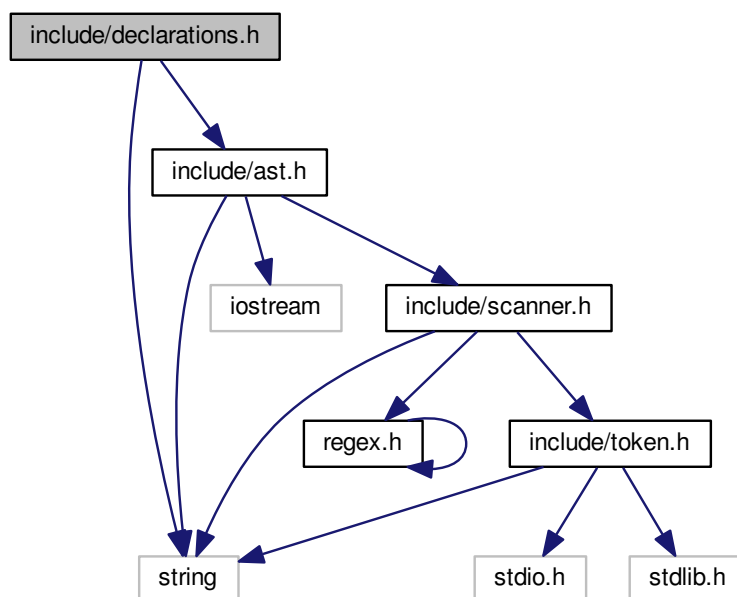 include/declarations.h
include/ast.h
iostream
include/scanner.h
regex.h
include/token.h
string
stdio.h
stdlib.h